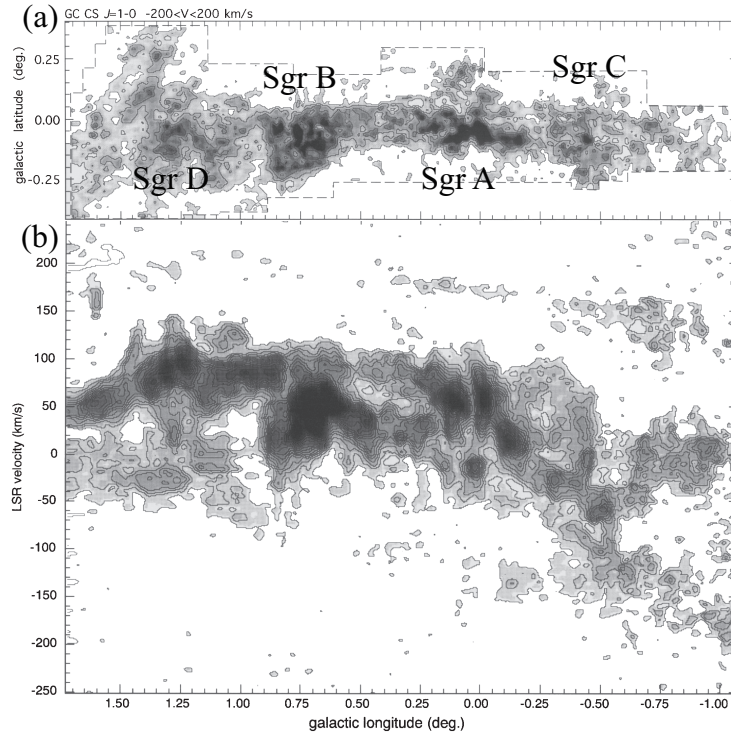 (a)
GC CS J=1-0 -200<V<200 km/s
Sgr B
Sgr C
Sgr D
Sgr A
galactic latitude (deg.)
0.25
0.00
-0.25
(b)
LSR velocity (km/s)
200
150
100
50
0
-50
-100
-150
-200
-250
1.50 1.25 1.00 0.75 0.50 0.25 0.00 -0.25 -0.50 -0.75 -1.00
galactic longitude (deg.)